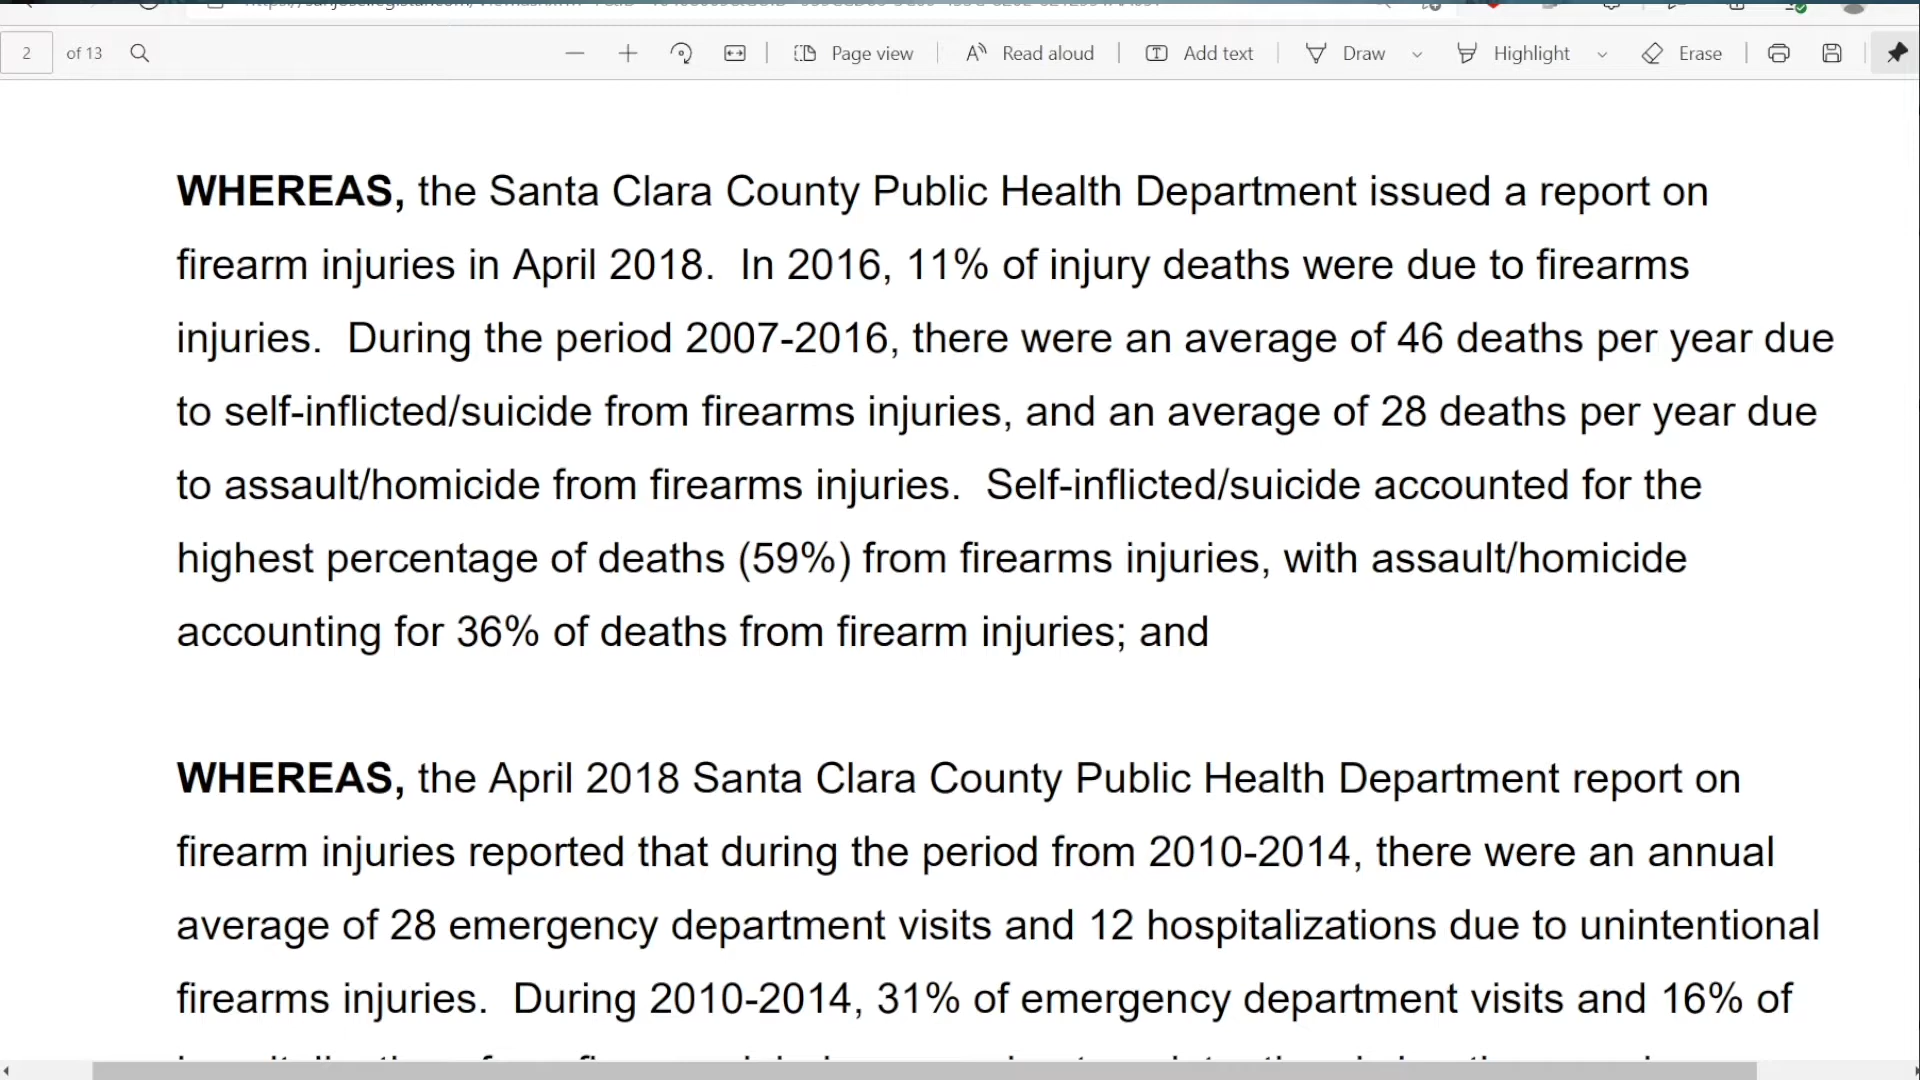 2 of 13 Page view Read aloud Add text Draw Highlight Erase
WHEREAS, the Santa Clara County Public Health Department issued a report on
firearm injuries in April 2018.  In 2016, 11% of injury deaths were due to firearms
injuries.  During the period 2007-2016, there were an average of 46 deaths per year due
to self-inflicted/suicide from firearms injuries, and an average of 28 deaths per year due
to assault/homicide from firearms injuries.  Self-inflicted/suicide accounted for the
highest percentage of deaths (59%) from firearms injuries, with assault/homicide
accounting for 36% of deaths from firearm injuries; and
WHEREAS, the April 2018 Santa Clara County Public Health Department report on
firearm injuries reported that during the period from 2010-2014, there were an annual
average of 28 emergency department visits and 12 hospitalizations due to unintentional
firearms injuries.  During 2010-2014, 31% of emergency department visits and 16% of